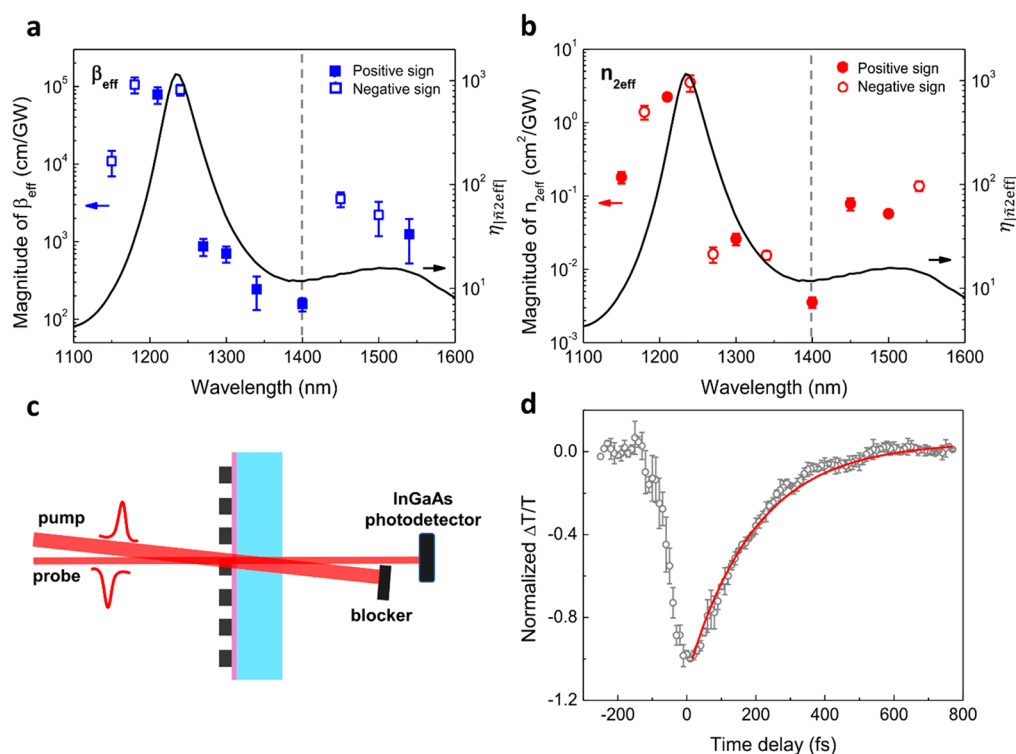 a
β_eff
Positive sign
Negative sign
Magnitude of β_eff (cm/GW)
10^5
10^4
10^3
10^2
10^3
10^2
10^1
η_|ñ2eff|
1100 1200 1300 1400 1500 1600
Wavelength (nm)
b
n_2eff
Positive sign
Negative sign
Magnitude of n_2eff (cm^2/GW)
10^1
10^0
10^-1
10^-2
10^-3
10^3
10^2
10^1
η_|ñ2eff|
1100 1200 1300 1400 1500 1600
Wavelength (nm)
c
pump
probe
InGaAs
photodetector
blocker
d
Normalized ΔT/T
0.0
-0.4
-0.8
-1.2
-200 0 200 400 600 800
Time delay (fs)